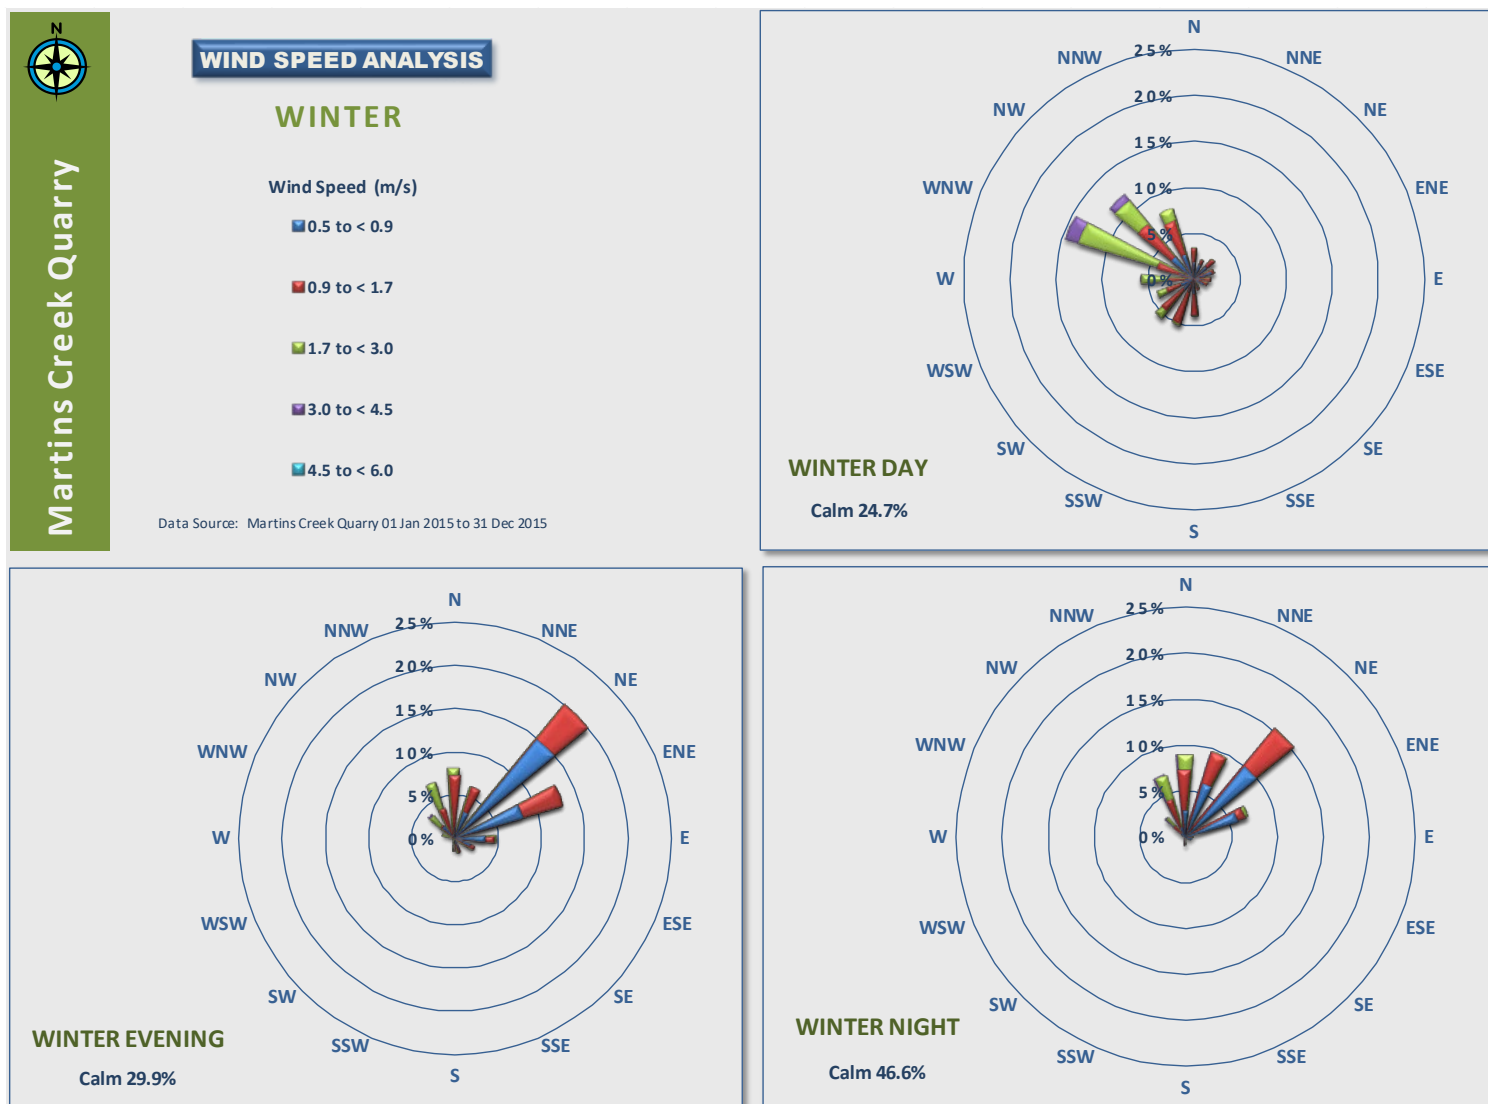 N
Martins Creek Quarry
WIND SPEED ANALYSIS
WINTER
Wind Speed (m/s)
0.5 to < 0.9
0.9 to < 1.7
1.7 to < 3.0
3.0 to < 4.5
4.5 to < 6.0
Data Source: Martins Creek Quarry 01 Jan 2015 to 31 Dec 2015
N
NNE
NE
ENE
E
ESE
SE
SSE
S
SSW
SW
WSW
W
WNW
NW
NNW
25%
20%
15%
10%
5%
0%
WINTER DAY
Calm 24.7%
N
NNE
NE
ENE
E
ESE
SE
SSE
S
SSW
SW
WSW
W
WNW
NW
NNW
25%
20%
15%
10%
5%
0%
WINTER EVENING
Calm 29.9%
N
NNE
NE
ENE
E
ESE
SE
SSE
S
SSW
SW
WSW
W
WNW
NW
NNW
25%
20%
15%
10%
5%
0%
WINTER NIGHT
Calm 46.6%